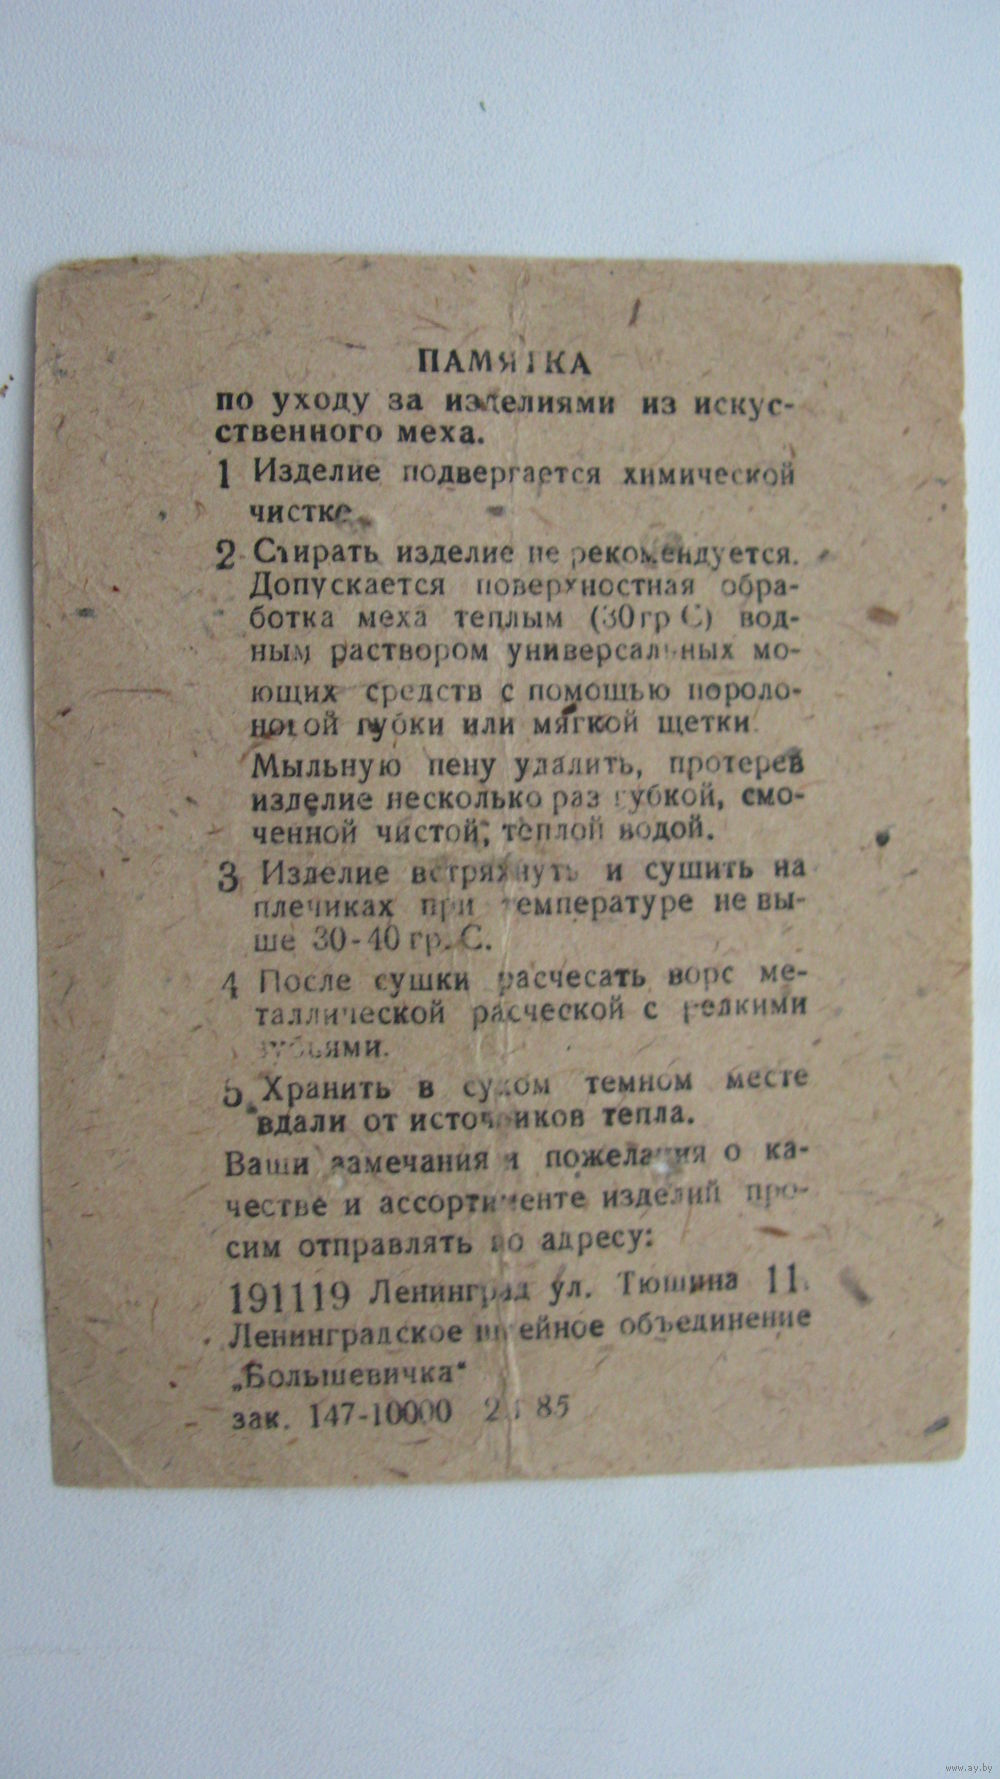 ПАМЯТКА
по уходу за изделиями из искус-
ственного меха.
1 Изделие подвергается химической
чистке.
2 Стирать изделие не рекомендуется.
Допускается поверхностная обра-
ботка меха теплым (30гр С) вод-
ным раствором универсальных мо-
ющих средств с помощью пороло-
новой губки или мягкой щетки.
Мыльную пену удалить, протерев
изделие несколько раз губкой, смо-
ченной чистой, теплой водой.
3 Изделие встряхнуть и сушить на
плечиках при температуре не вы-
ше 30-40 гр. С.
4 После сушки расчесать ворс ме-
таллической расческой с редкими
зубьями.
5. Хранить в сухом темном месте
вдали от источников тепла.
Ваши замечания и пожелания о ка-
честве и ассортименте изделий про-
сим отправлять по адресу:
191119 Ленинград ул. Тюшина 11.
Ленинградское швейное объединение
„Большевичка"
зак. 147-10000 85
www.ay.by